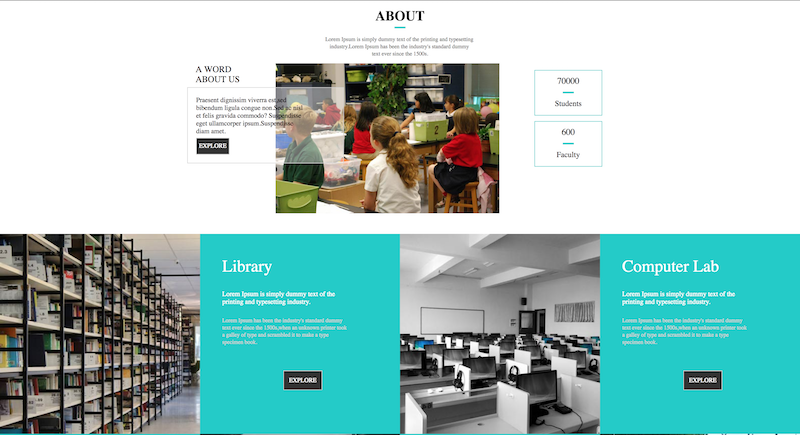 ABOUT
Lorem Ipsum is simply dummy text of the printing and typesetting
industry.Lorem Ipsum has been the industry's standard dummy
text ever since the 1500s.
A WORD
ABOUT US
Praesent dignissim viverra est,sed
bibendum ligula congue non.Sed ac nisl
et felis gravida commodo? Suspendisse
eget ullamcorper ipsum.Suspendisse
diam amet.
EXPLORE
70000
Students
600
Faculty
Library
Lorem Ipsum is simply dummy text of the
printing and typesetting industry.
Lorem Ipsum has been the industry's standard dummy
text ever since the 1500s,when an unknown printer took
a galley of type and scrambled it to make a type
specimen book.
EXPLORE
Computer Lab
Lorem Ipsum is simply dummy text of the
printing and typesetting industry.
Lorem Ipsum has been the industry's standard dummy
text ever since the 1500s,when an unknown printer took
a galley of type and scrambled it to make a type
specimen book.
EXPLORE